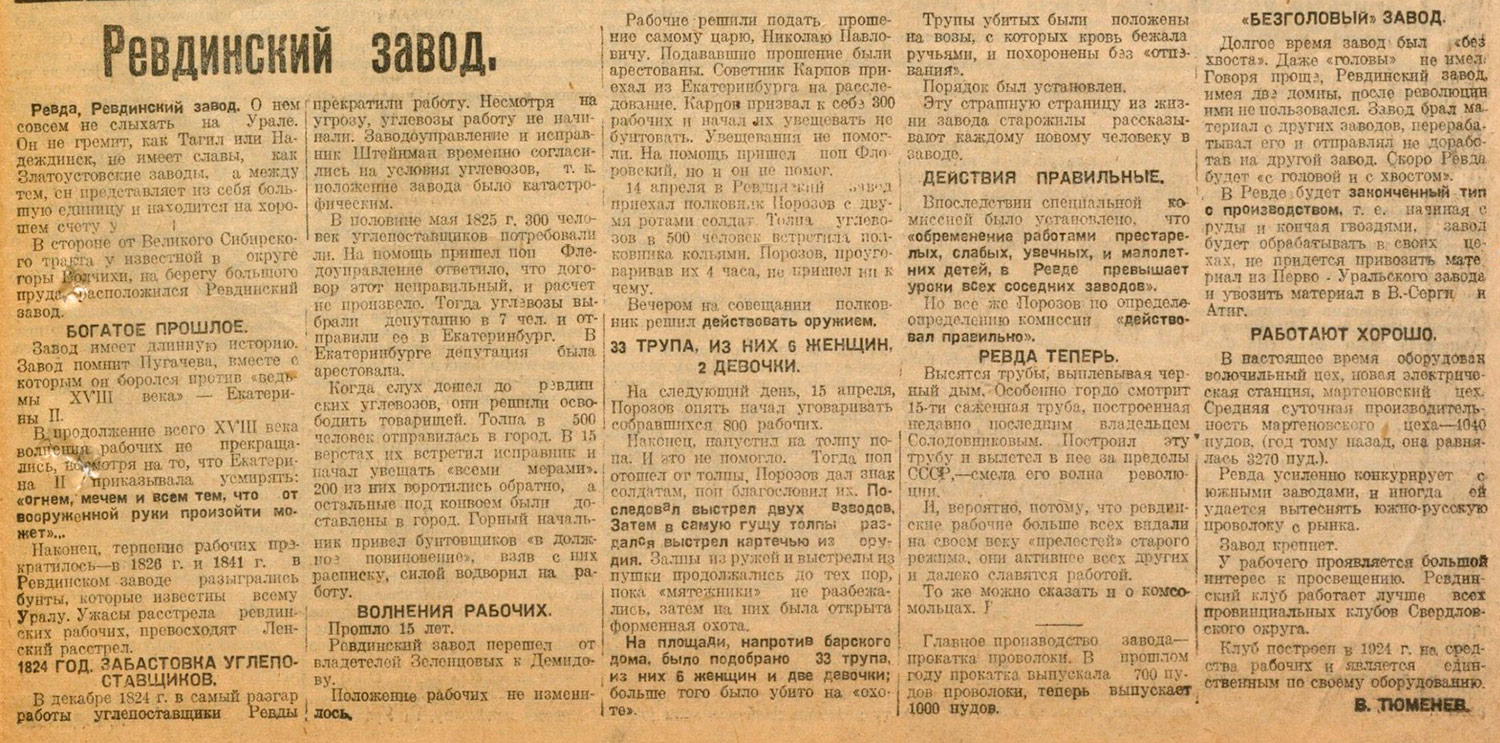 Ревдинский завод.
Ревда, Ревдинский завод. О нем
совсем не слыхать на Урале.
Он не гремит, как Тагил или На-
деждинск, не имеет славы, как
Златоустовские заводы, а между
тем, он представляет из себя боль-
шую единицу и находится на хоро-
шем счету у
В стороне от Великого Сибирско-
го тракта у известной в округе
горы Волчихи, на берегу большого
пруда, расположился Ревдинский
завод.
БОГАТОЕ ПРОШЛОЕ.
Завод имеет длинную историю.
Завод помнит Пугачева, вместе с
которым он боролся против «ведь-
мы XVIII века» — Екатери-
ны II.
В продолжение всего XVIII века
волнения рабочих не прекраща-
лись, несмотря на то, что Екатери-
на II приказывала усмирять:
«огнем, мечем и всем тем, что от
вооруженной руки произойти мо-
жет»...
Наконец, терпение рабочих пре-
кратилось—в 1826 г. и 1841 г. в
Ревдинском заводе разыгрались
бунты, которые известны всему
Уралу. Ужасы расстрела ревдин-
ских рабочих, превосходят Лен-
ский расстрел.
1824 ГОД. ЗАБАСТОВКА УГЛЕПО-
СТАВЩИКОВ.
В декабре 1824 г. в самый разгар
работы углепоставщики Ревды
прекратили работу. Несмотря на
угрозу, углевозы работу не начи-
нали. Заводоуправление и исправ-
ник Штейнман временно согласи-
лись на условия углевозов, т. к.
положение завода было катастро-
фическим.
В половине мая 1825 г. 300 чело-
век углепоставщиков потребовали
ли. На помощь пришел поп Фле-
доуправление ответило, что дого-
вор этот неправильный, и расчет
не произвело. Тогда углевозы вы-
брали депутацию в 7 чел. и от-
правили ее в Екатеринбург. В
Екатеринбурге депутация была
арестована.
Когда слух дошел до ревдин
ских углевозов, они решили осво-
бодить товарищей. Толпа в 500
человек отправилась в город. В 15
верстах их встретил исправник и
начал увещать «всеми мерами».
200 из них воротились обратно, а
остальные под конвоем были до-
ставлены в город. Горный началь-
ник привел бунтовщиков «в долж-
ное повиновение», взяв с них
расписку, силой водворил на ра-
боту.
ВОЛНЕНИЯ РАБОЧИХ.
Прошло 15 лет.
Ревдинский завод перешел от
владетелей Зеленцовых к Демидо-
ву.
Положение рабочих не измени-
лось.
Рабочие решили подать проше-
ние самому царю, Николаю Павло-
вичу. Подававшие прошение были
арестованы. Советник Карпов при-
ехал из Екатеринбурга на рассле-
дование. Карпов призвал к себе 300
рабочих и начал их увещевать не
бунтовать. Увещевания не помог-
ли. На помощь пришел поп Фло-
ровский, но и он не помог.
14 апреля в Ревдинский завод
приехал полковник Порозов с дву-
мя ротами солдат. Толпа углево-
зов в 500 человек встретила пол-
ковника кольями. Порозов, проуго-
варивав их 4 часа, не пришел ни к
чему.
Вечером на совещании полков-
ник решил действовать оружием.
33 ТРУПА, ИЗ НИХ 6 ЖЕНЩИН,
2 ДЕВОЧКИ.
На следующий день, 15 апреля,
Порозов опять начал уговаривать
собравшихся 800 рабочих.
Наконец, напустил на толпу по-
па. И это не помогло. Тогда поп
отошел от толпы, Порозов дал знак
солдатам, поп благословил их. По-
следовал выстрел двух взводов.
Затем в самую гущу толпы раз-
дался выстрел картечью из ору-
дия. Залпы из ружей и выстрелы из
пушки продолжались до тех пор,
пока «мятежники» не разбежа-
лись, затем на них была открыта
форменная охота.
На площади, напротив барского
дома, было подобрано 33 трупа,
из них 6 женщин и две девочки;
больше того было убито на «охо-
те».
Трупы убитых были положены
на возы, с которых кровь бежала
ручьями, и похоронены без «отпе-
вания».
Порядок был установлен.
Эту страшную страницу из жиз-
ни завода старожилы рассказы-
вают каждому новому человеку в
заводе.
ДЕЙСТВИЯ ПРАВИЛЬНЫЕ.
Впоследствии специальной ко-
миссией было установлено, что
«обременение работами престаре-
лых, слабых, увечных, и малолет-
них детей, в Ревде превышает
уроки всех соседних заводов».
Но все же Порозов по определе-
определению комиссии «действо-
вал правильно».
РЕВДА ТЕПЕРЬ.
Высятся трубы, выплевывая чер-
ный дым. Особенно гордо смотрит
15-ти саженная труба, построенная
недавно последним владельцем
Солодовниковым. Построил эту
трубу и вылетел в нее за пределы
СССР,—смела его волна револю-
ции.
И, вероятно, потому, что ревдин-
ские рабочие больше всех видали
на своем веку «прелестей» старого
режима, они активнее всех других
и далеко славятся работой.
То же можно сказать и о комсо-
мольцах.
Главное производство завода—
прокатка проволоки. В прошлом
году прокатка выпускала 700 пу-
дов проволоки, теперь выпускает
1000 пудов.
«БЕЗГОЛОВЫЙ» ЗАВОД.
Долгое время завод был «без
хвоста». Даже «головы» не имел.
Говоря проще, Ревдинский завод,
имея две домны, после революции
ими не пользовался. Завод брал ма-
териал с других заводов, перераба-
тывал его и отправлял не дорабо-
тав на другой завод. Скоро Ревда
будет «с головой и с хвостом».
В Ревде будет законченный тип
с производством, т. е. начиная с
руды и кончая гвоздями, завод
будет обрабатывать в своих це-
хах, не придется привозить мате
риал из Перво - Уральского завода
и увозить материал в В.-Серги и
Атиг.
РАБОТАЮТ ХОРОШО.
В настоящее время оборудован
волочильный цех, новая электриче-
ская станция, мартеновский цех.
Средняя суточная производитель-
ность мартеновского цеха—4040
пудов, (год тому назад, она равня-
лась 3270 пуд.).
Ревда усиленно конкурирует с
южными заводами, и иногда ей
удается вытеснять южно-русскую
проволоку с рынка.
Завод крепнет.
У рабочего проявляется большой
интерес к просвещению. Ревдин-
ский клуб работает лучше всех
провинциальных клубов Свердлов-
ского округа.
Клуб построен в 1924 г. на сред-
ства рабочих и является един-
ственным по своему оборудованию.
В. ТЮМЕНЕВ.